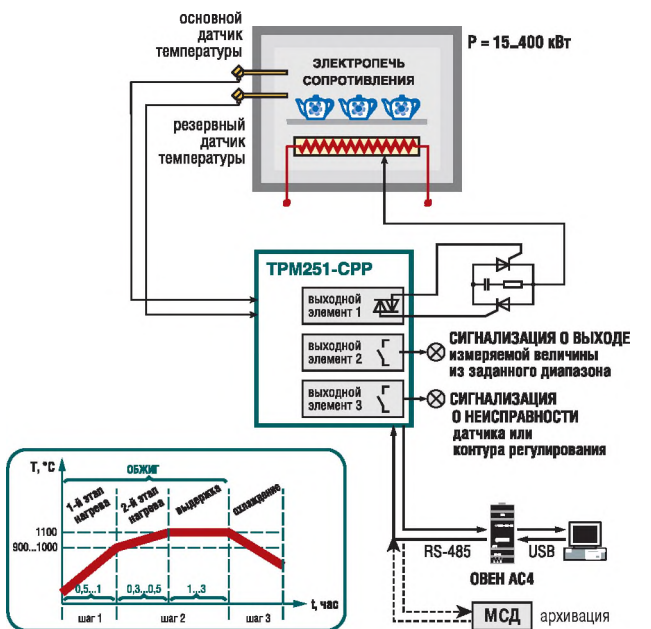 основной
датчик
температуры
P = 15...400 кВт
ЭЛЕКТРОПЕЧЬ
СОПРОТИВЛЕНИЯ
резервный
датчик
температуры
ТРМ251-СРР
выходной
элемент 1
выходной
элемент 2
СИГНАЛИЗАЦИЯ О ВЫХОДЕ
измеряемой величины
из заданного диапазона
выходной
элемент 3
СИГНАЛИЗАЦИЯ
О НЕИСПРАВНОСТИ
датчика или
контура регулирования
T, °C
ОБЖИГ
1-й этап
нагрева
2-й этап
нагрева
выдержка
охлаждение
1100
900...1000
0,5...1
0,3...0,5
1...3
t, час
шаг 1
шаг 2
шаг 3
RS-485
USB
ОВЕН АС4
МСД
архивация